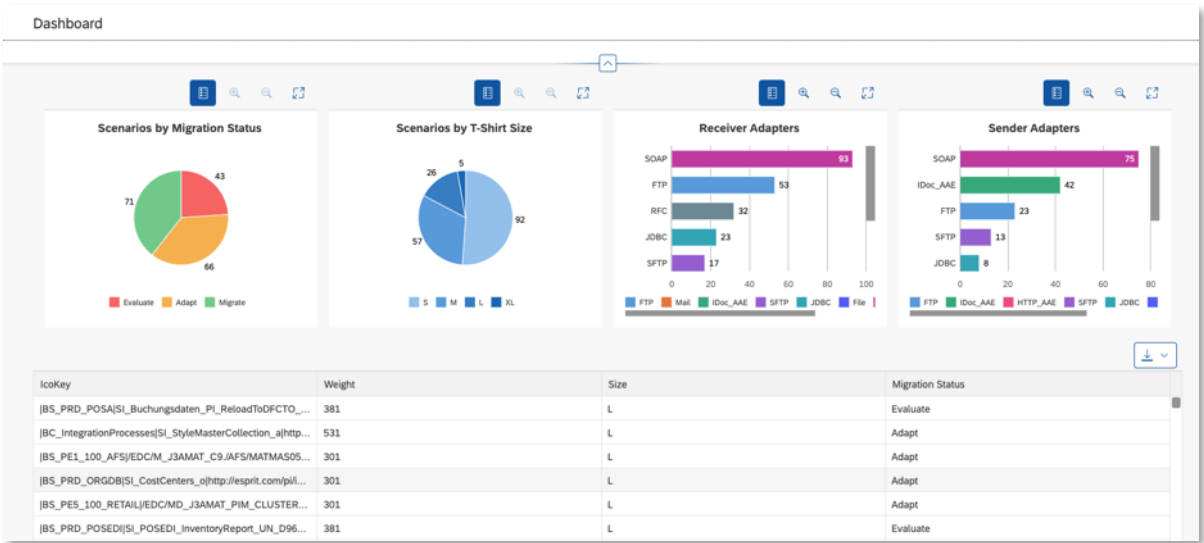 Dashboard
Scenarios by Migration Status
43
71
66
Evaluate Adapt Migrate
Scenarios by T-Shirt Size
5
26
92
57
S M L XL
Receiver Adapters
SOAP 93
FTP 53
RFC 32
JDBC 23
SFTP 17
0 20 40 60 80 100
FTP Mail IDoc_AAE SFTP JDBC File
Sender Adapters
SOAP 75
IDoc_AAE 42
FTP 23
SFTP 13
JDBC 8
0 20 40 60 80
FTP IDoc_AAE HTTP_AAE SFTP JDBC
IcoKey Weight Size Migration Status
|BS_PRD_POSA|SI_Buchungsdaten_PI_ReloadToDFCTO_... 381 L Evaluate
|BC_IntegrationProcesses|SI_StyleMasterCollection_a|http... 531 L Adapt
|BS_PE1_100_AFS|/EDC/M_J3AMAT_C9./AFS/MATMAS05... 301 L Adapt
|BS_PRD_ORGDB|SI_CostCenters_o|http://esprit.com/pi/i... 301 L Adapt
|BS_PE5_100_RETAIL|/EDC/MD_J3AMAT_PIM_CLUSTER... 301 L Adapt
|BS_PRD_POSEDI|SI_POSEDI_InventoryReport_UN_D96... 381 L Evaluate